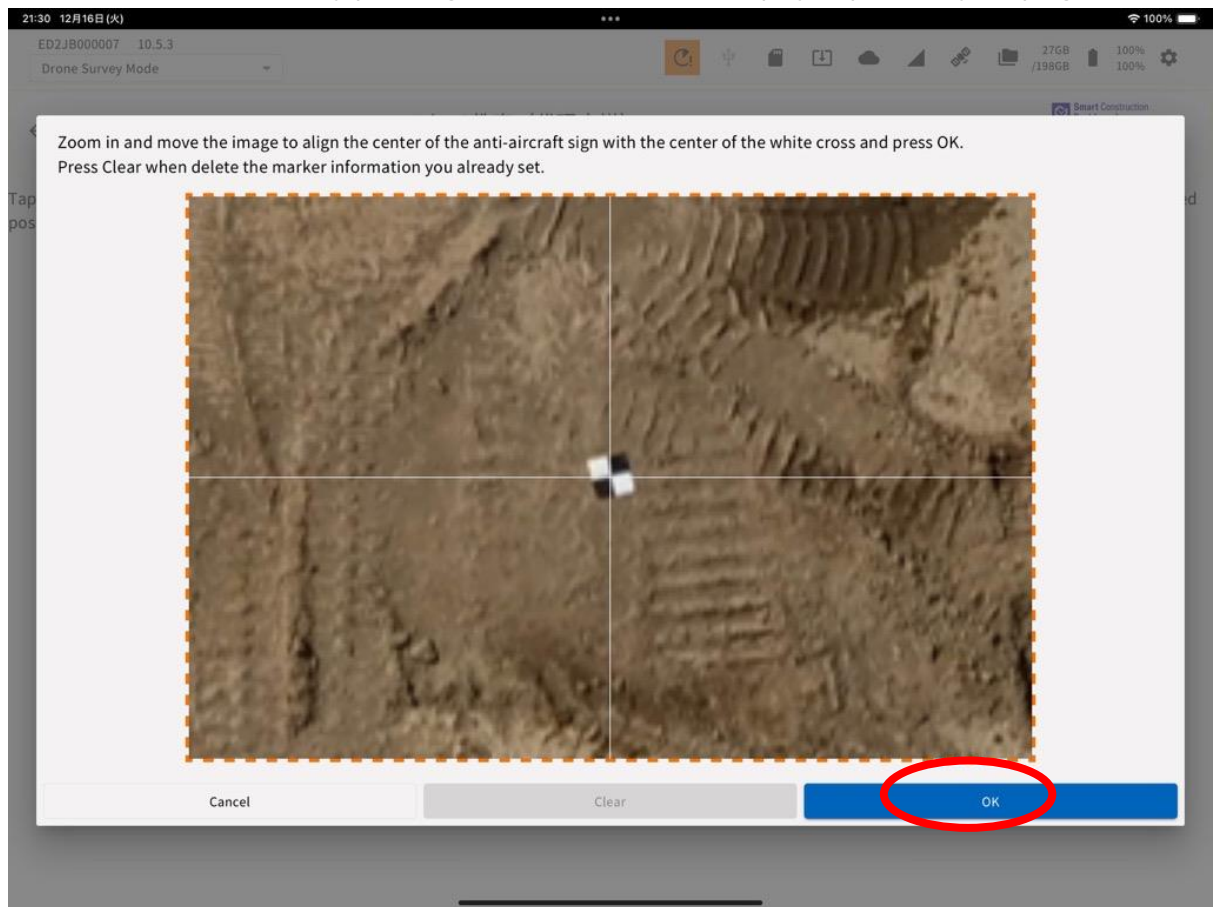 21:30 12月16日(火)
100%
ED2JB000007 10.5.3
Drone Survey Mode
27GB
/198GB
100%
100%
Smart Construction
Zoom in and move the image to align the center of the anti-aircraft sign with the center of the white cross and press OK.
Press Clear when delete the marker information you already set.
Tap
ed
pos
Cancel
Clear
OK